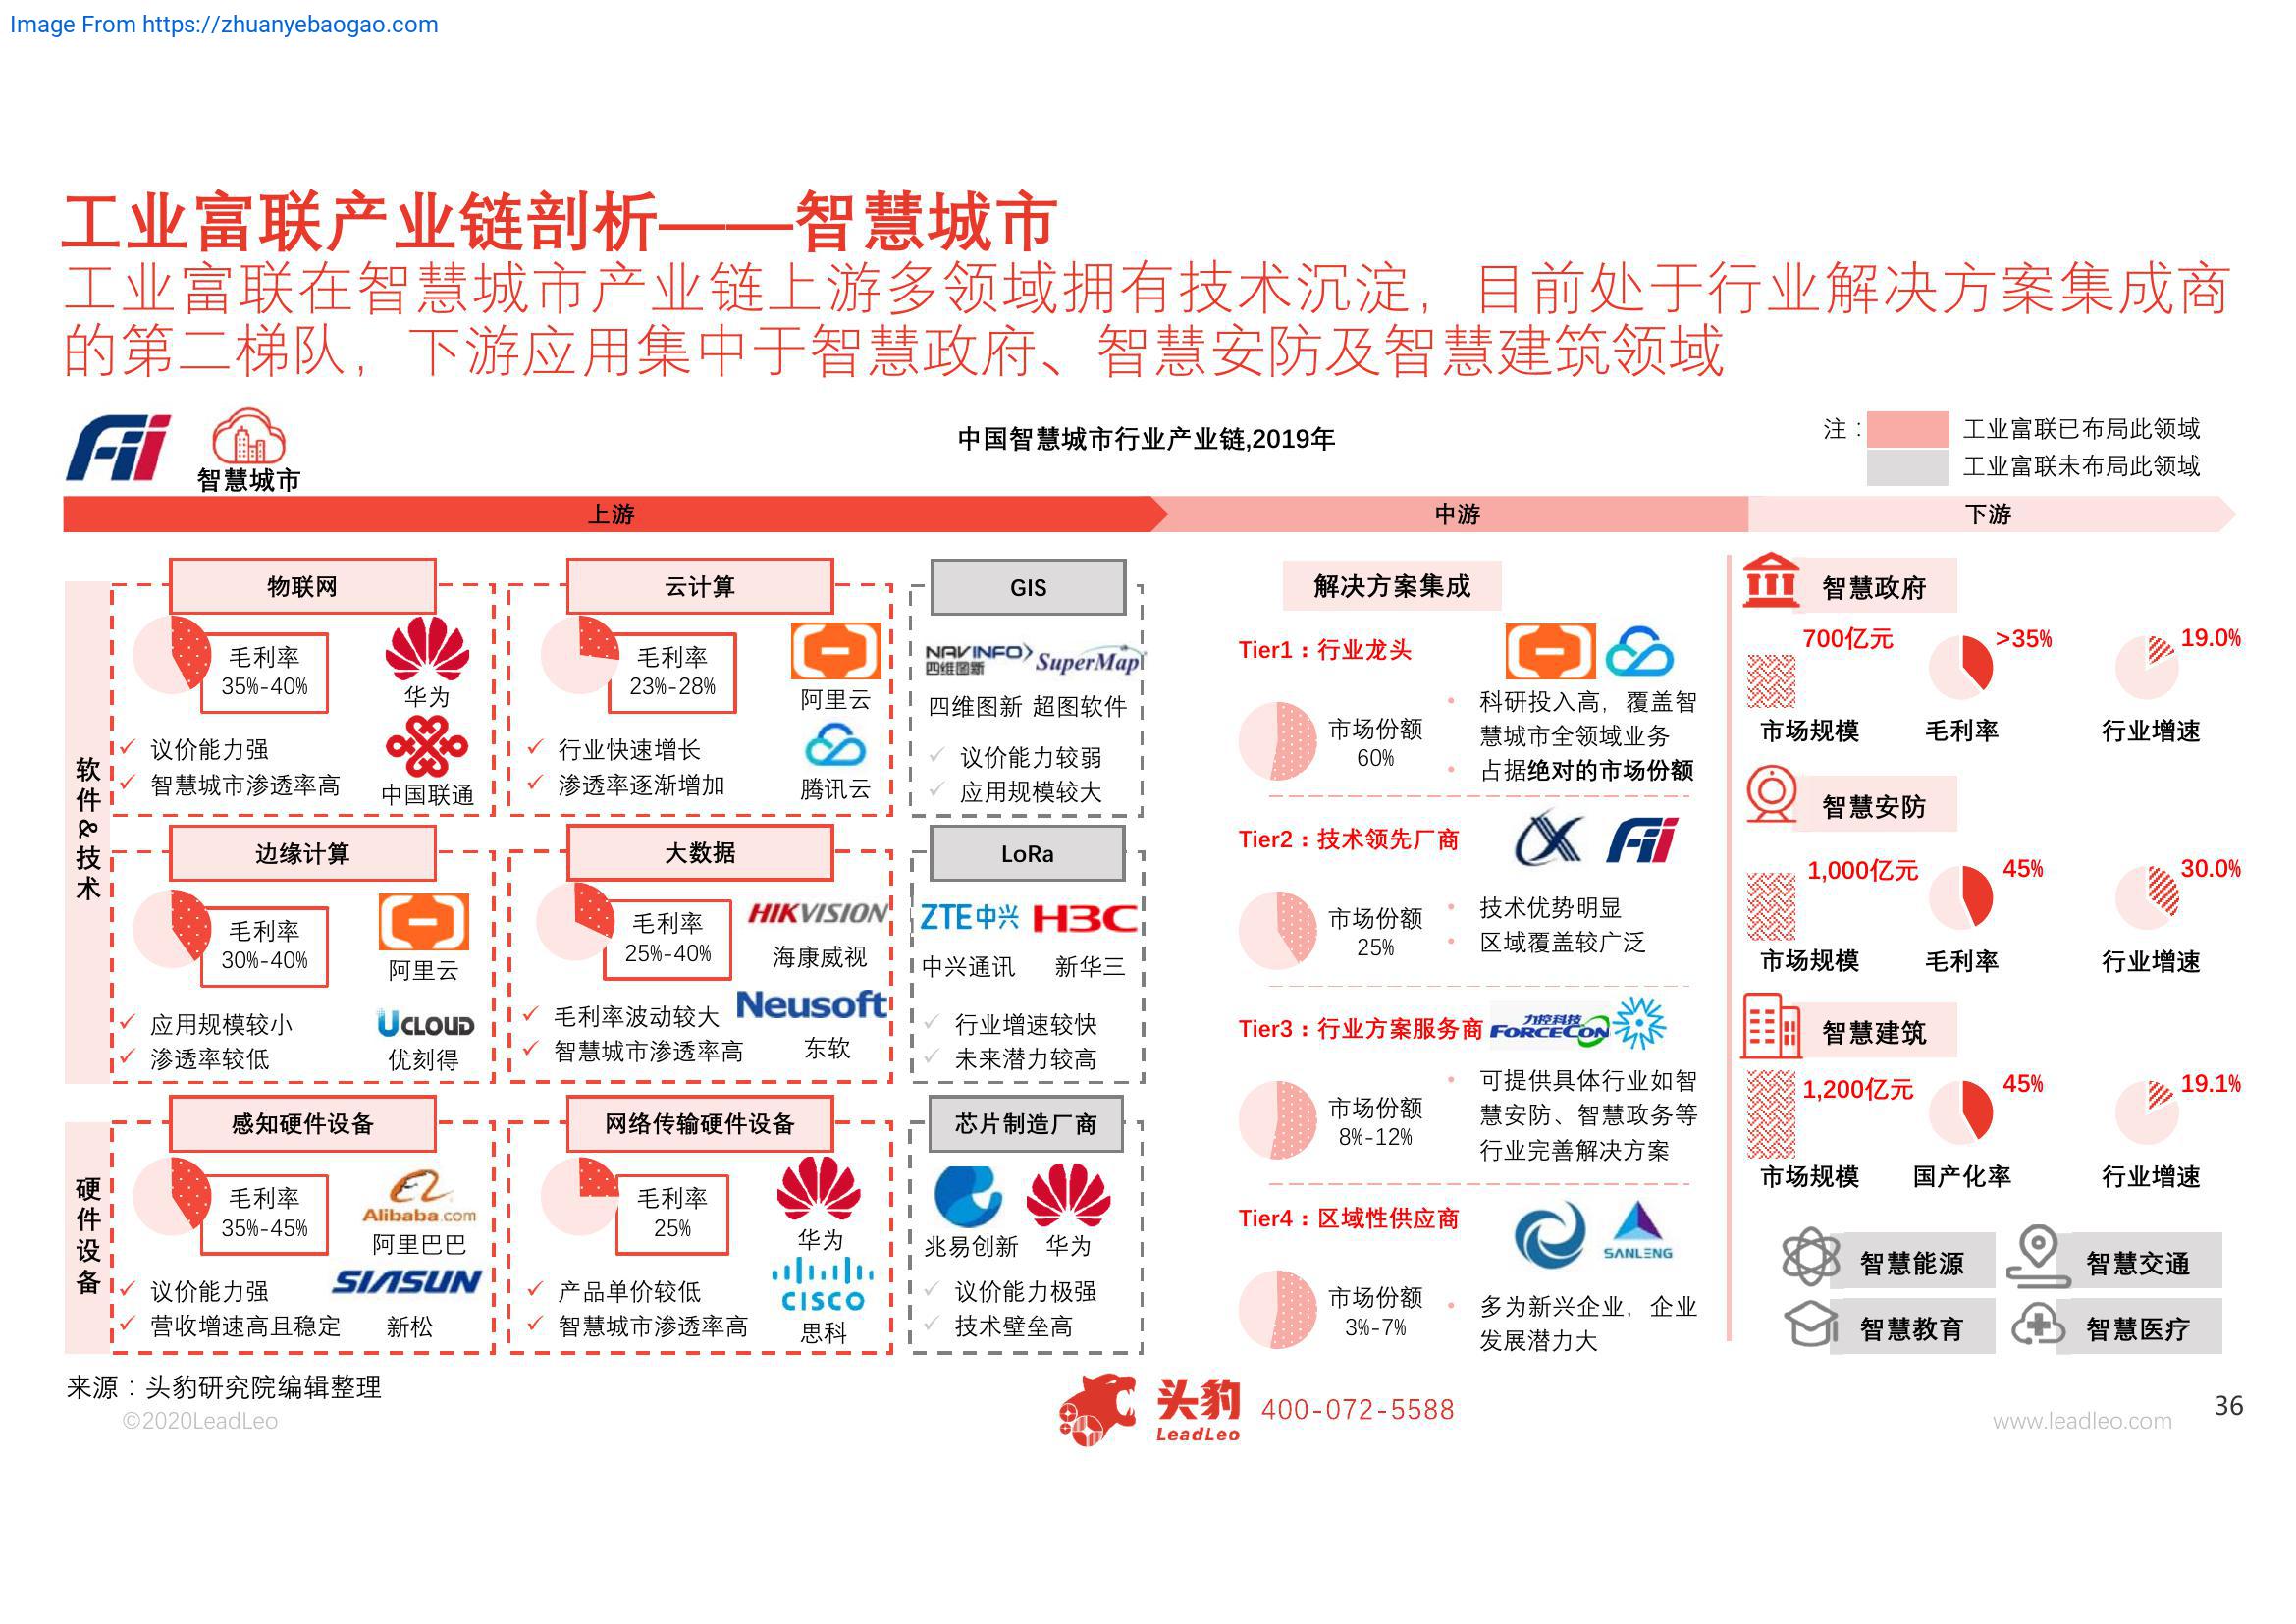 Image From https://zhuanyebaogao.com
工业富联产业链剖析——智慧城市
工业富联在智慧城市产业链上游多领域拥有技术沉淀，目前处于行业解决方案集成商
的第二梯队，下游应用集中于智慧政府、智慧安防及智慧建筑领域
Fii
智慧城市
中国智慧城市行业产业链,2019年
注：
工业富联已布局此领域
工业富联未布局此领域
上游
中游
下游
软件&技术
物联网
毛利率
35%-40%
华为
中国联通
议价能力强
智慧城市渗透率高
云计算
毛利率
23%-28%
阿里云
腾讯云
行业快速增长
渗透率逐渐增加
GIS
NAVINFO
四维图新
SuperMap
四维图新 超图软件
议价能力较弱
应用规模较大
边缘计算
毛利率
30%-40%
阿里云
UCLOUD
优刻得
应用规模较小
渗透率较低
大数据
毛利率
25%-40%
HIKVISION
海康威视
Neusoft
东软
毛利率波动较大
智慧城市渗透率高
LoRa
ZTE中兴 H3C
中兴通讯 新华三
行业增速较快
未来潜力较高
硬件设备
感知硬件设备
毛利率
35%-45%
Alibaba.com
阿里巴巴
SIASUN
新松
议价能力强
营收增速高且稳定
网络传输硬件设备
毛利率
25%
华为
CISCO
思科
产品单价较低
智慧城市渗透率高
芯片制造厂商
兆易创新 华为
议价能力极强
技术壁垒高
解决方案集成
Tier1：行业龙头
市场份额
60%
科研投入高，覆盖智
慧城市全领域业务
占据绝对的市场份额
Tier2：技术领先厂商
Fii
市场份额
25%
技术优势明显
区域覆盖较广泛
Tier3：行业方案服务商
力控科技
FORCECON
市场份额
8%-12%
可提供具体行业如智
慧安防、智慧政务等
行业完善解决方案
Tier4：区域性供应商
SANLENG
市场份额
3%-7%
多为新兴企业，企业
发展潜力大
智慧政府
700亿元
>35%
19.0%
市场规模
毛利率
行业增速
智慧安防
1,000亿元
45%
30.0%
市场规模
毛利率
行业增速
智慧建筑
1,200亿元
45%
19.1%
市场规模
国产化率
行业增速
智慧能源
智慧交通
智慧教育
智慧医疗
来源：头豹研究院编辑整理
©2020LeadLeo
头豹
LeadLeo
400-072-5588
www.leadleo.com
36